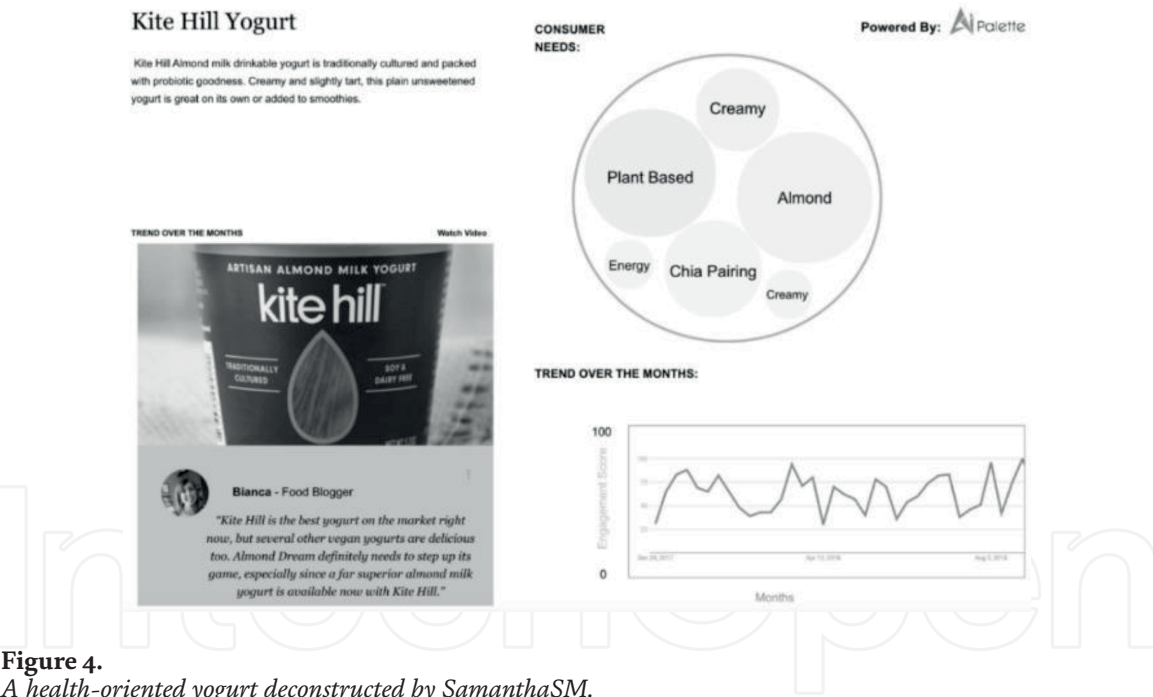 Kite Hill Yogurt
Kite Hill Almond milk drinkable yogurt is traditionally cultured and packed
with probiotic goodness. Creamy and slightly tart, this plain unsweetened
yogurt is great on its own or added to smoothies.
TREND OVER THE MONTHS
Watch Video
ARTISAN ALMOND MILK YOGURT
kite hill
TRADITIONALLY
CULTURED
SOY &
DAIRY FREE
Bianca - Food Blogger
"Kite Hill is the best yogurt on the market right
now, but several other vegan yogurts are delicious
too. Almond Dream definitely needs to step up its
game, especially since a far superior almond milk
yogurt is available now with Kite Hill."
CONSUMER
NEEDS:
Powered By: AI Palette
Creamy
Plant Based
Almond
Energy
Chia Pairing
Creamy
TREND OVER THE MONTHS:
100
Engagement Score
0
Months
IntechOpen
Figure 4.
A health-oriented yogurt deconstructed by SamanthaSM.